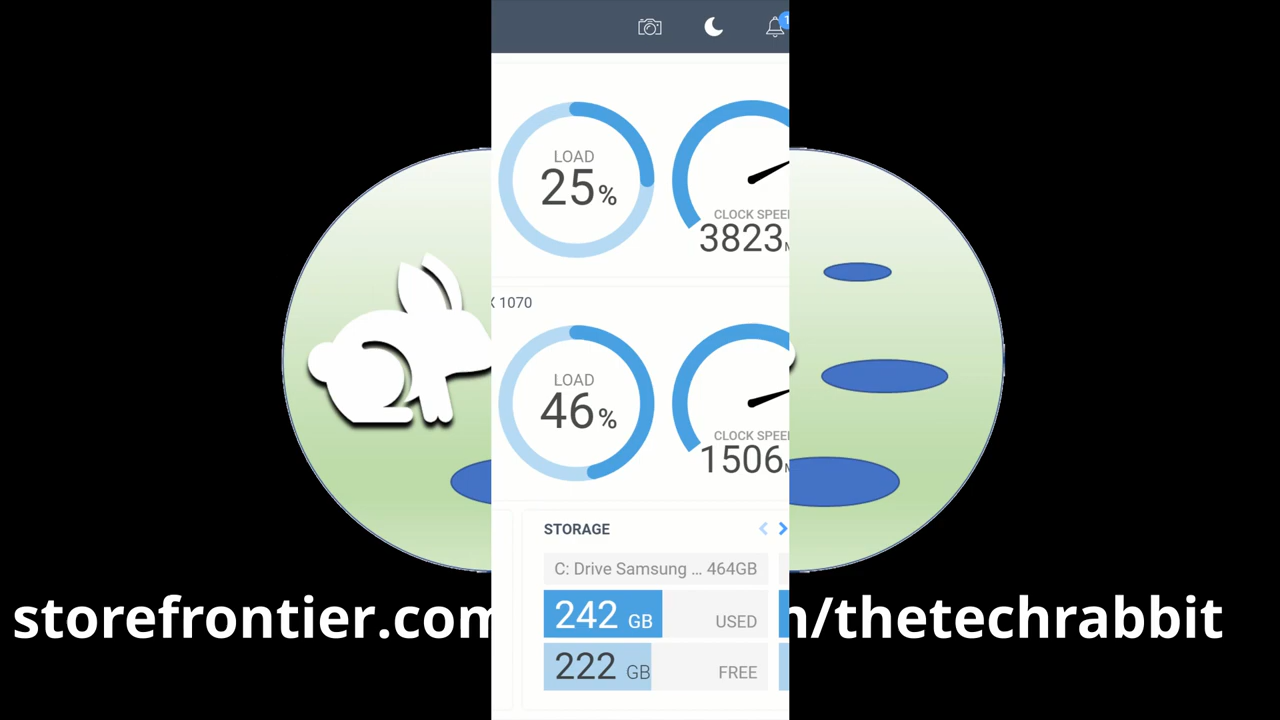 LOAD
25%
CLOCK SPEE
3823
X 1070
LOAD
46%
CLOCK SPEE
1506
STORAGE
C: Drive Samsung ... 464GB
242 GB USED
222 GB FREE
storefrontier.com
/thetechrabbit